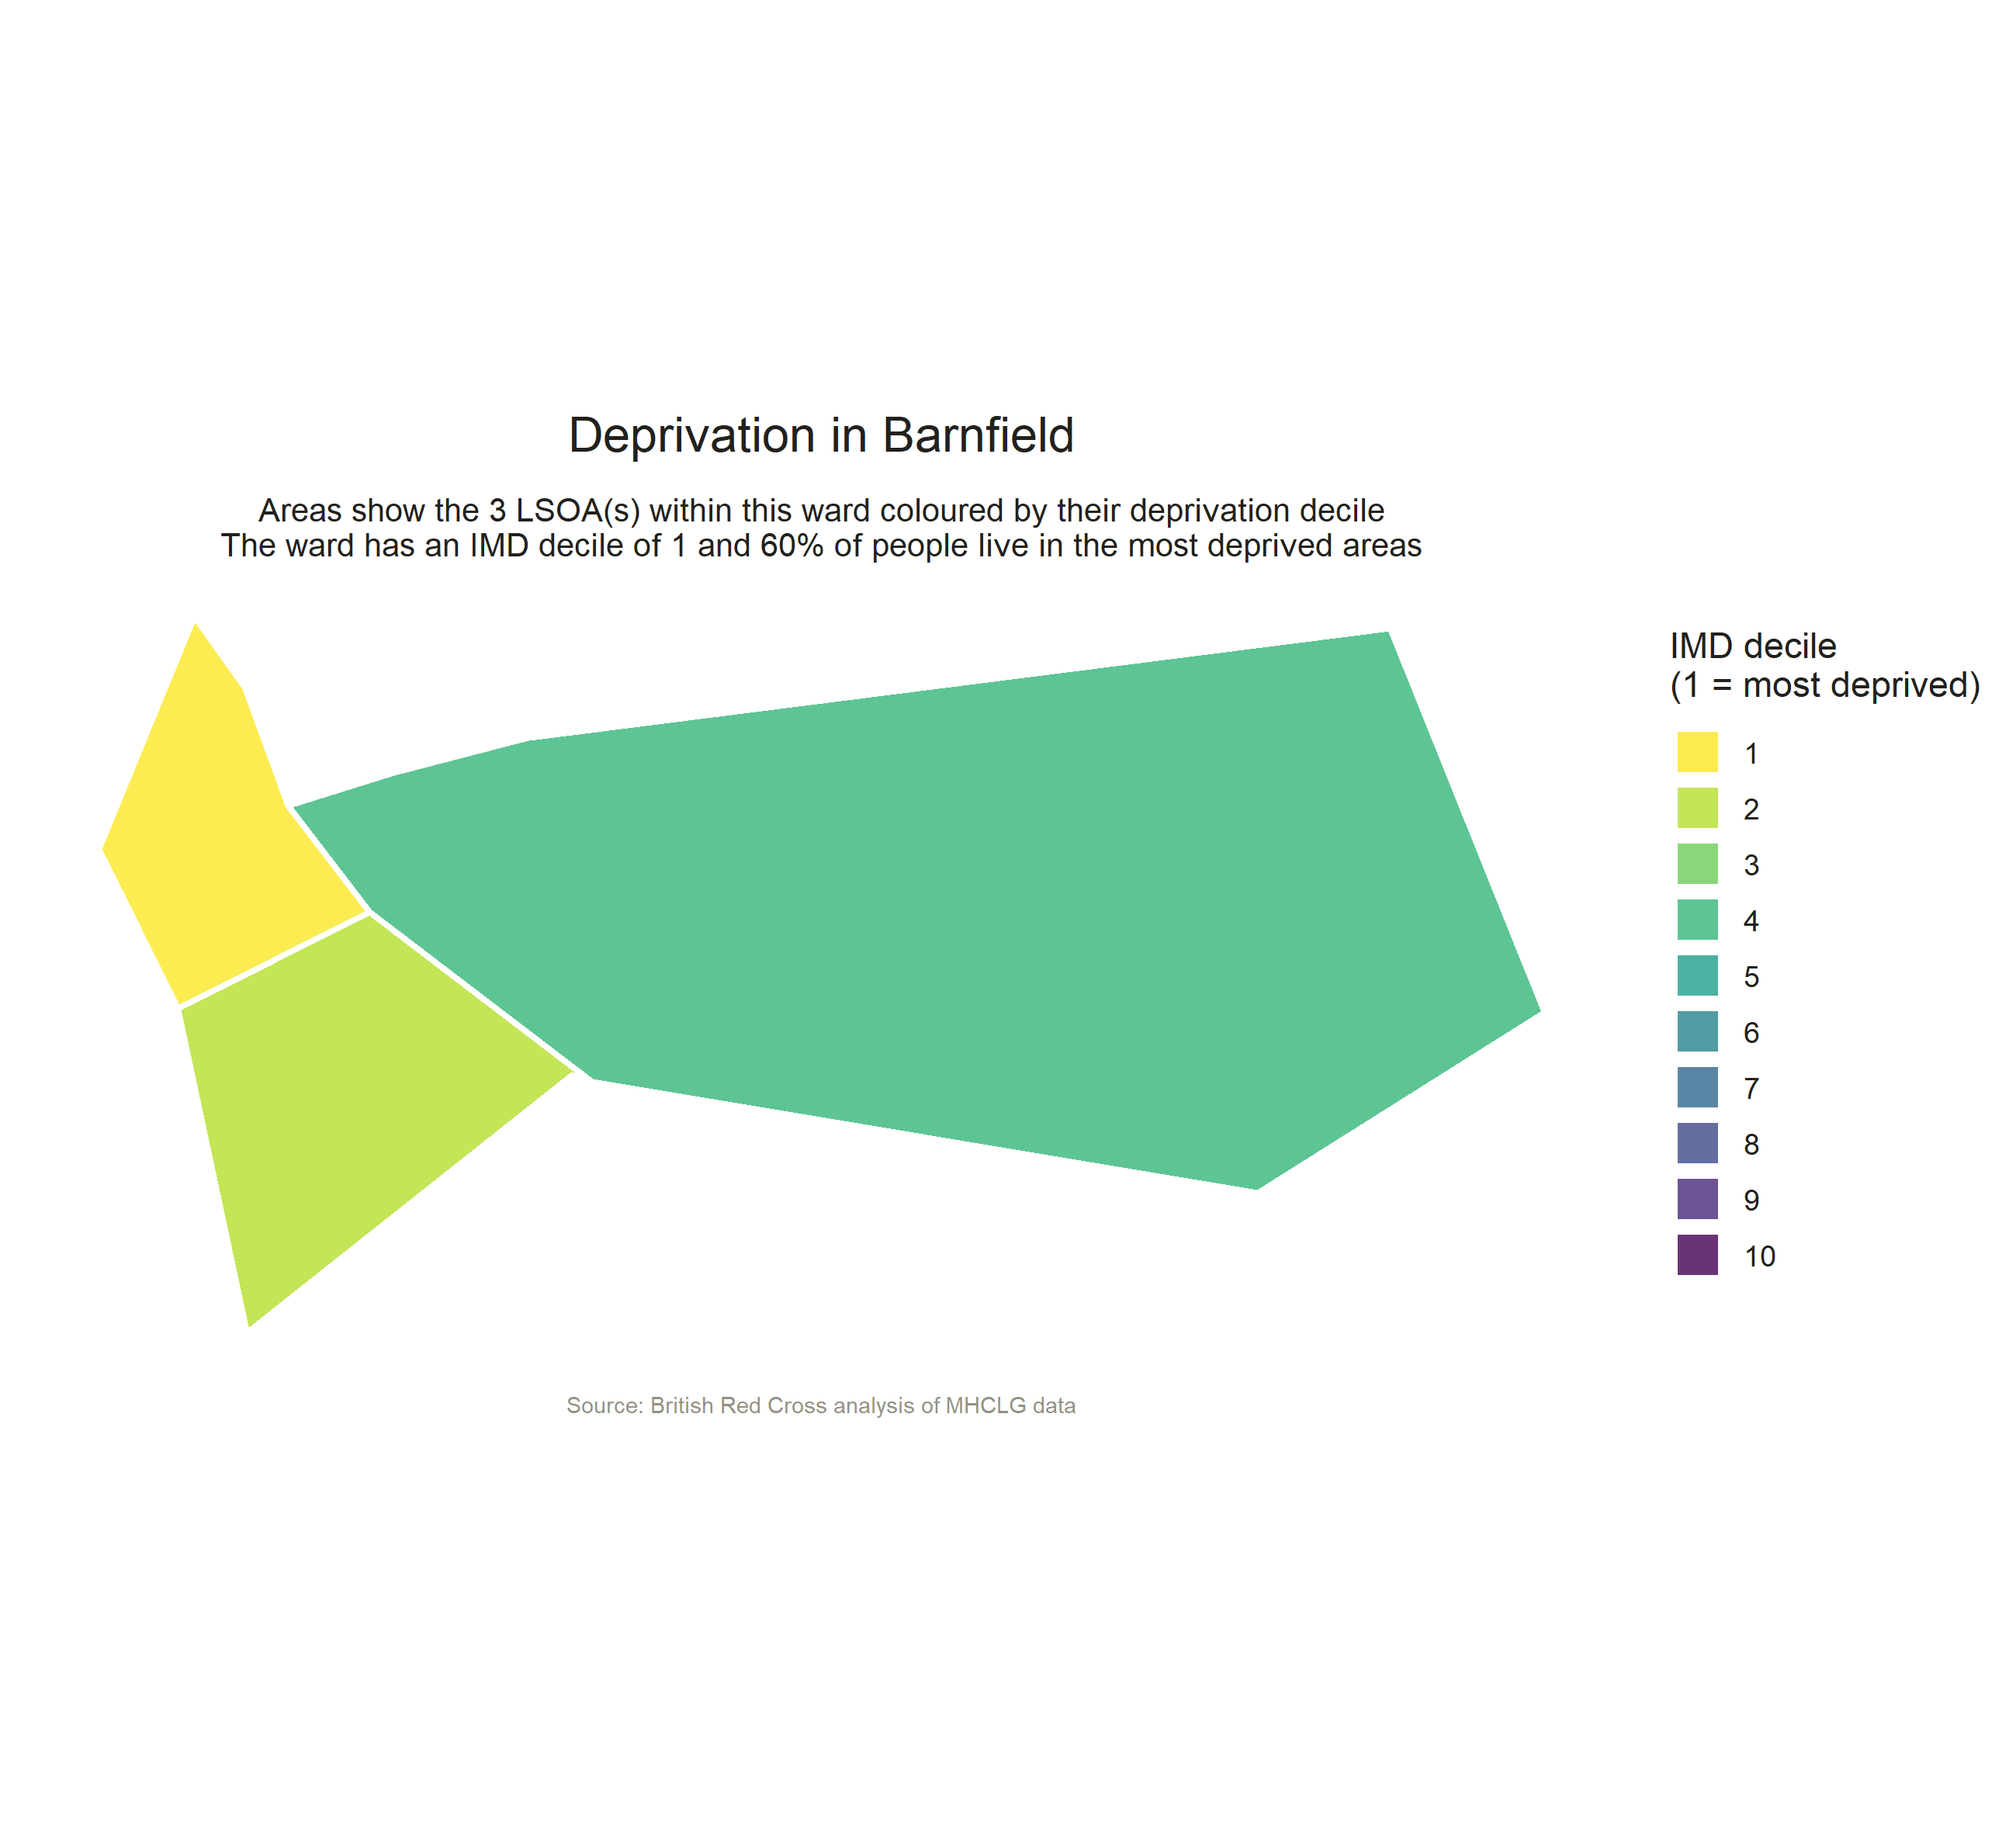 Deprivation in Barnfield
Areas show the 3 LSOA(s) within this ward coloured by their deprivation decile
The ward has an IMD decile of 1 and 60% of people live in the most deprived areas
IMD decile
(1 = most deprived)
1
2
3
4
5
6
7
8
9
10
Source: British Red Cross analysis of MHCLG data